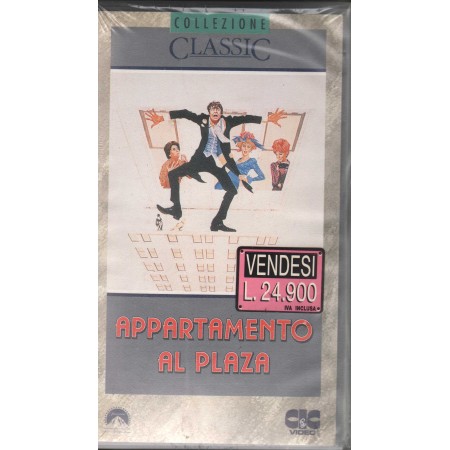 COLLEZIONE
CLASSIC
VENDESI
L. 24.900
IVA INCLUSA
APPARTAMENTO
AL PLAZA
CIC
VIDEO